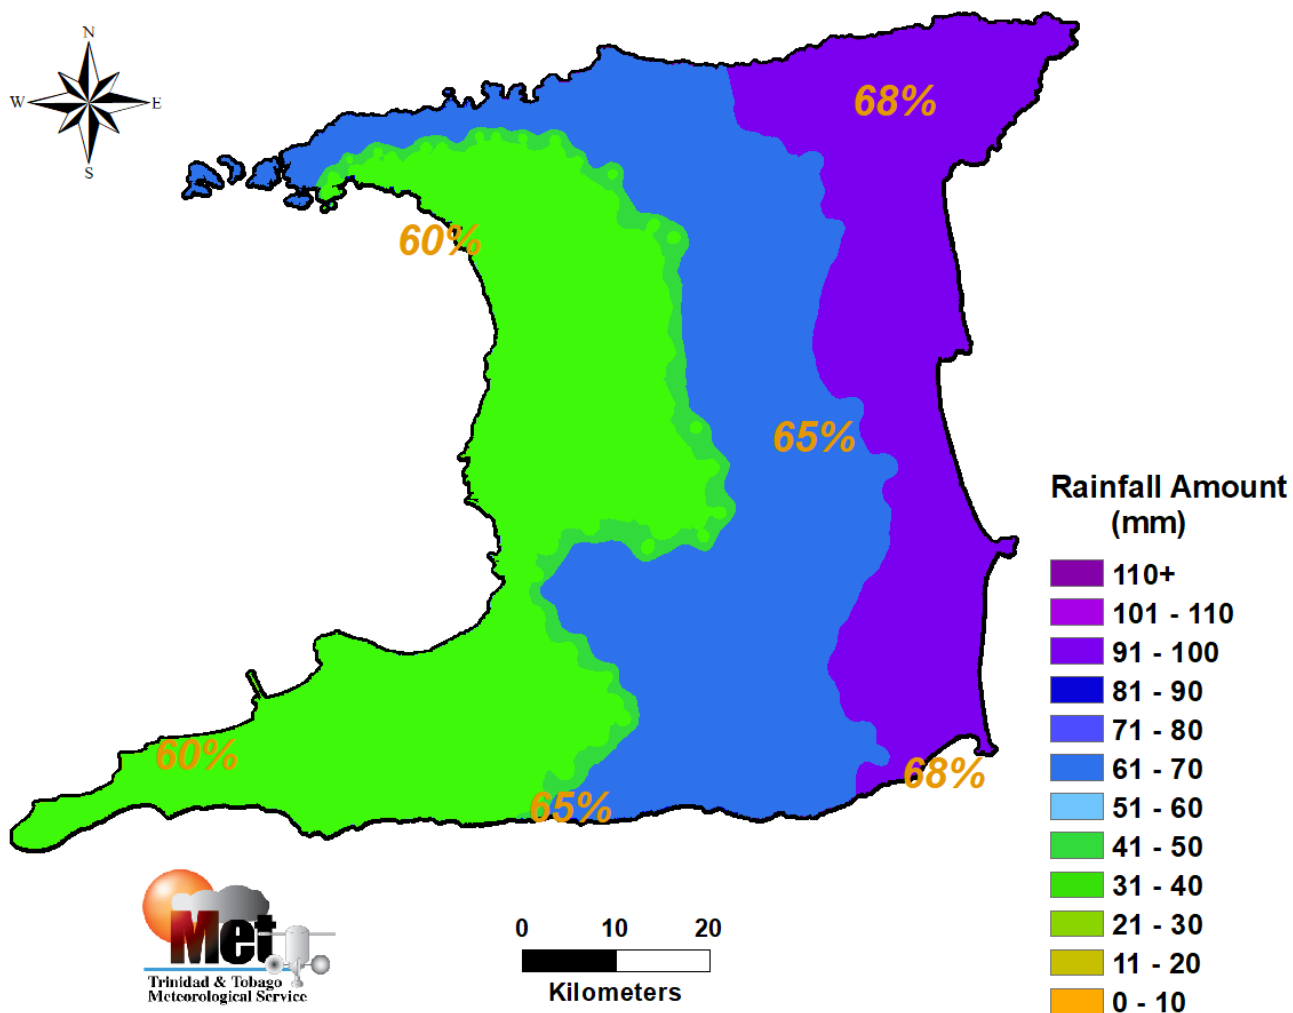 N
W E
S
68%
60%
65%
60%
65%
68%
Rainfall Amount
(mm)
110+
101 - 110
91 - 100
81 - 90
71 - 80
61 - 70
51 - 60
41 - 50
31 - 40
21 - 30
11 - 20
0 - 10
Met
Trinidad & Tobago
Meteorological Service
0 10 20
Kilometers